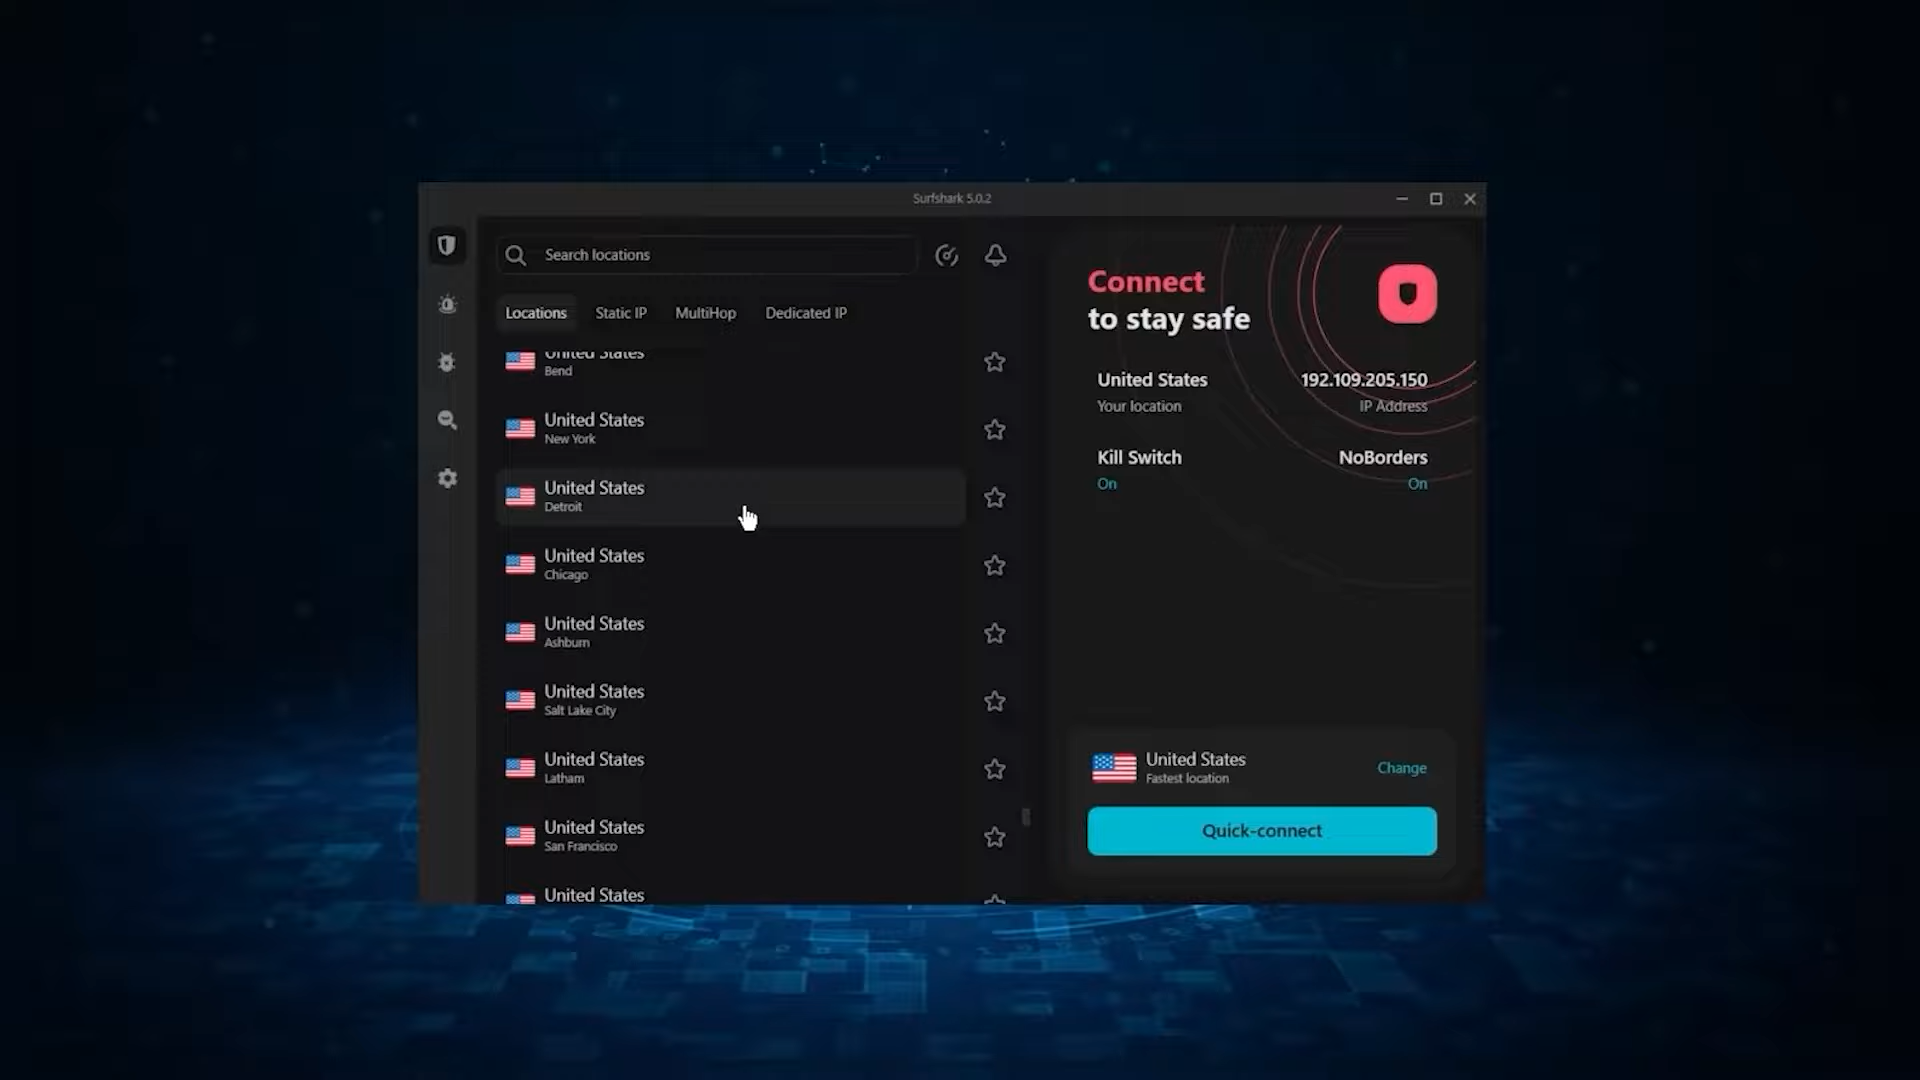 Surfshark 5.0.2
Search locations
Locations Static IP MultiHop Dedicated IP
United States
Bend
United States
New York
United States
Detroit
United States
Chicago
United States
Ashburn
United States
Salt Lake City
United States
Latham
United States
San Francisco
United States
Connect
to stay safe
United States 192.109.205.150
Your location IP Address
Kill Switch NoBorders
On On
United States
Fastest location
Change
Quick-connect